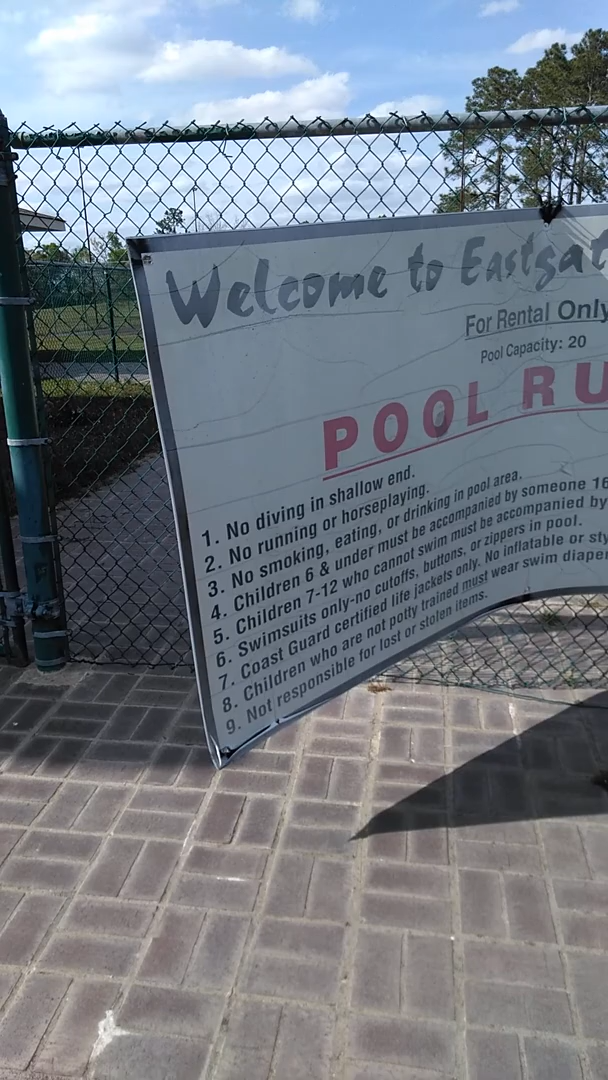 Welcome to Eastgat
For Rental Only
Pool Capacity: 20
POOL RU
1. No diving in shallow end.
2. No running or horseplaying.
3. No smoking, eating, or drinking in pool area.
4. Children 6 & under must be accompanied by someone 16
5. Children 7-12 who cannot swim must be accompanied by
6. Swimsuits only-no cutoffs, buttons, or zippers in pool.
7. Coast Guard certified life jackets only. No inflatable or sty
8. Children who are not potty trained must wear swim diaper
9. Not responsible for lost or stolen items.